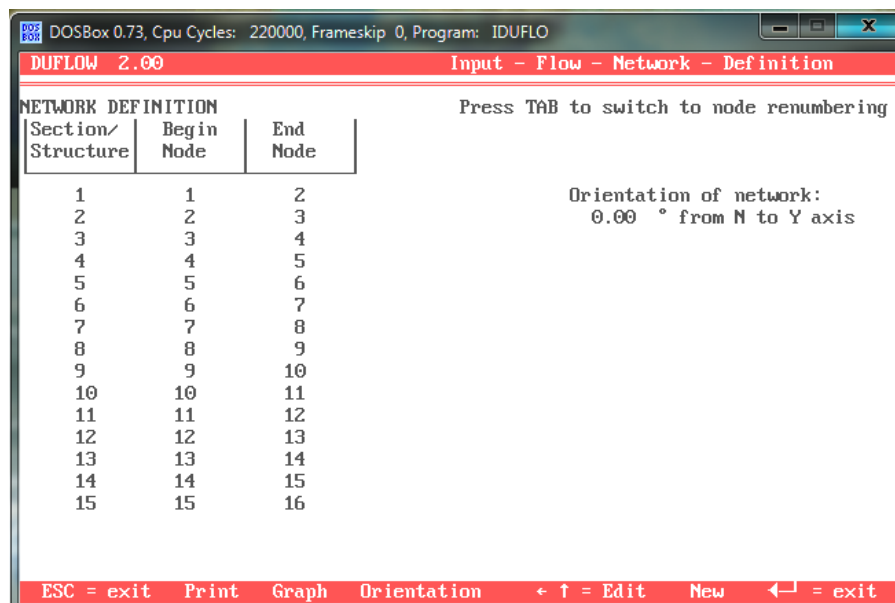 DOSBox 0.73, Cpu Cycles: 220000, Frameskip 0, Program: IDUFLO
DUFLOW 2.00 Input - Flow - Network - Definition
NETWORK DEFINITION Press TAB to switch to node renumbering
Section/ Begin End
Structure Node Node
1 1 2 Orientation of network:
2 2 3 0.00 ° from N to Y axis
3 3 4
4 4 5
5 5 6
6 6 7
7 7 8
8 8 9
9 9 10
10 10 11
11 11 12
12 12 13
13 13 14
14 14 15
15 15 16
ESC = exit Print Graph Orientation ← ↑ = Edit New ←┘ = exit